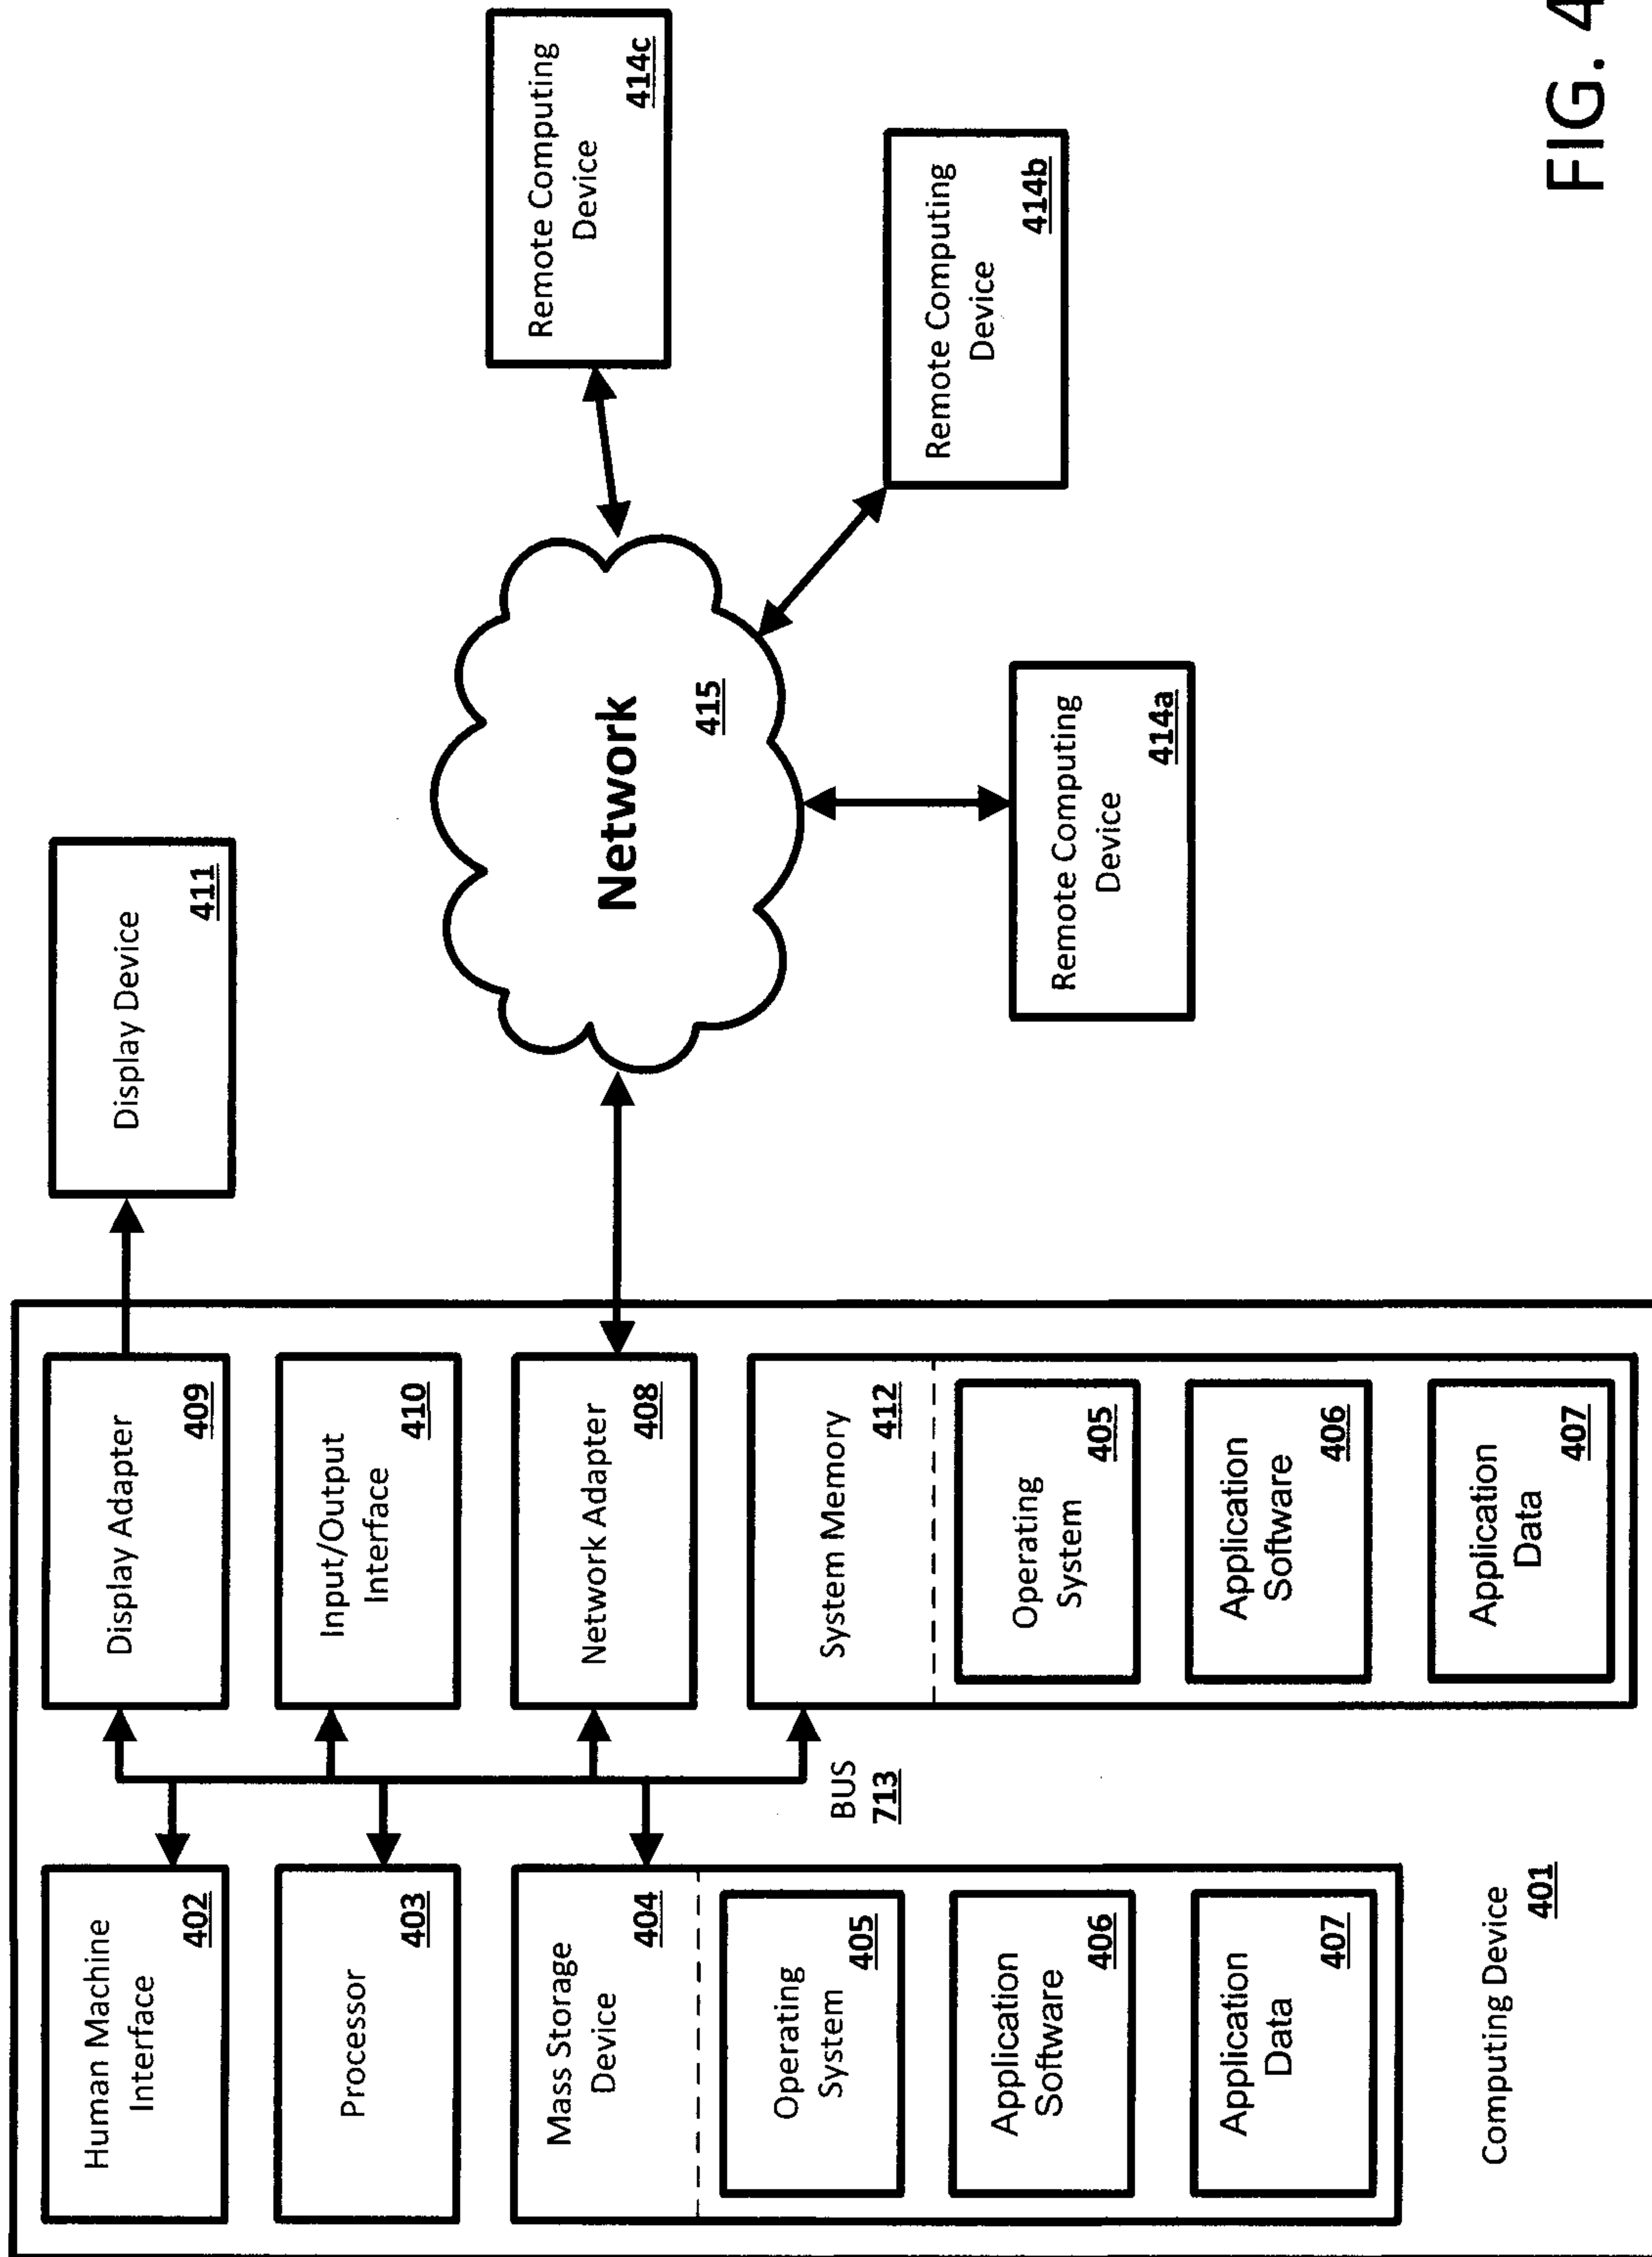 Human Machine
Interface
402
Processor
403
Mass Storage
Device
404
Operating
System
405
Application
Software
406
Application
Data
407
Computing Device
401
BUS
713
Display Adapter
409
Input/Output
Interface
410
Network Adapter
408
System Memory
412
Operating
System
405
Application
Software
406
Application
Data
407
Display Device
411
Network
415
Remote Computing
Device
414a
Remote Computing
Device
414b
Remote Computing
Device
414c
FIG. 4